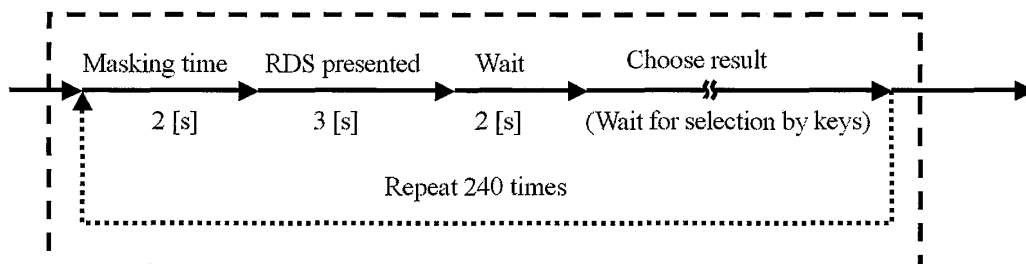 Masking time RDS presented Wait Choose result
2 [s] 3 [s] 2 [s] (Wait for selection by keys)
Repeat 240 times